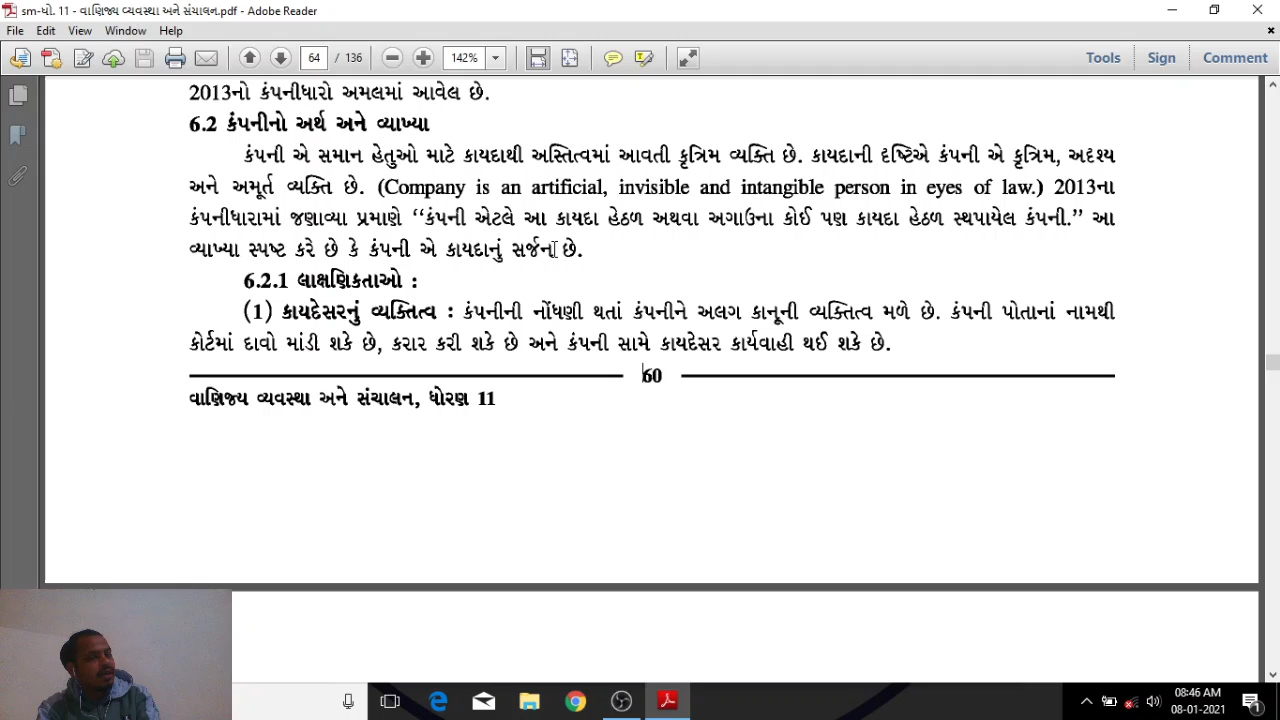 sm-ધો. 11 - વાણિજ્ય વ્યવસ્થા અને સંચાલન.pdf - Adobe Reader
File Edit View Window Help
64 / 136 142% Tools Sign Comment
2013નો કંપનીધારો અમલમાં આવેલ છે.
6.2 કંપનીનો અર્થ અને વ્યાખ્યા
કંપની એ સમાન હેતુઓ માટે કાયદાથી અસ્તિત્વમાં આવતી કૃત્રિમ વ્યક્તિ છે. કાયદાની દૃષ્ટિએ કંપની એ કૃત્રિમ, અદૃશ્ય
અને અમૂર્ત વ્યક્તિ છે. (Company is an artificial, invisible and intangible person in eyes of law.) 2013ના
કંપનીધારામાં જણાવ્યા પ્રમાણે “કંપની એટલે આ કાયદા હેઠળ અથવા અગાઉના કોઈ પણ કાયદા હેઠળ સ્થપાયેલ કંપની.” આ
વ્યાખ્યા સ્પષ્ટ કરે છે કે કંપની એ કાયદાનું સર્જન છે.
6.2.1 લાક્ષણિકતાઓ :
(1) કાયદેસરનું વ્યક્તિત્વ : કંપનીની નોંધણી થતાં કંપનીને અલગ કાનૂની વ્યક્તિત્વ મળે છે. કંપની પોતાનાં નામથી
કોર્ટમાં દાવો માંડી શકે છે, કરાર કરી શકે છે અને કંપની સામે કાયદેસર કાર્યવાહી થઈ શકે છે.
60
વાણિજ્ય વ્યવસ્થા અને સંચાલન, ધોરણ 11
08:46 AM
08-01-2021